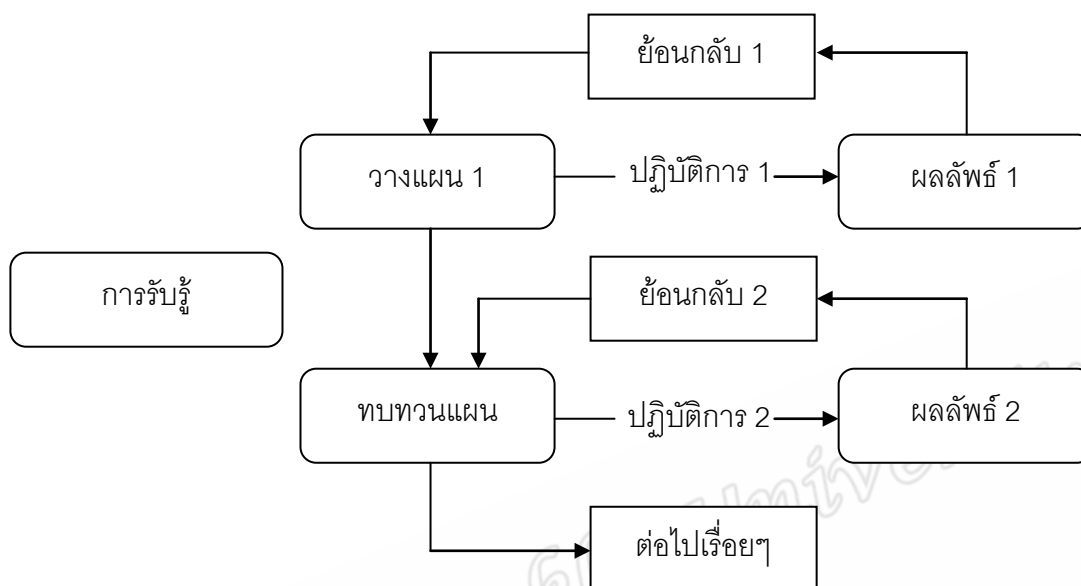 ย้อนกลับ 1
วางแผน 1
ปฏิบัติการ 1
ผลลัพธ์ 1
การรับรู้
ย้อนกลับ 2
ทบทวนแผน
ปฏิบัติการ 2
ผลลัพธ์ 2
ต่อไปเรื่อยๆ